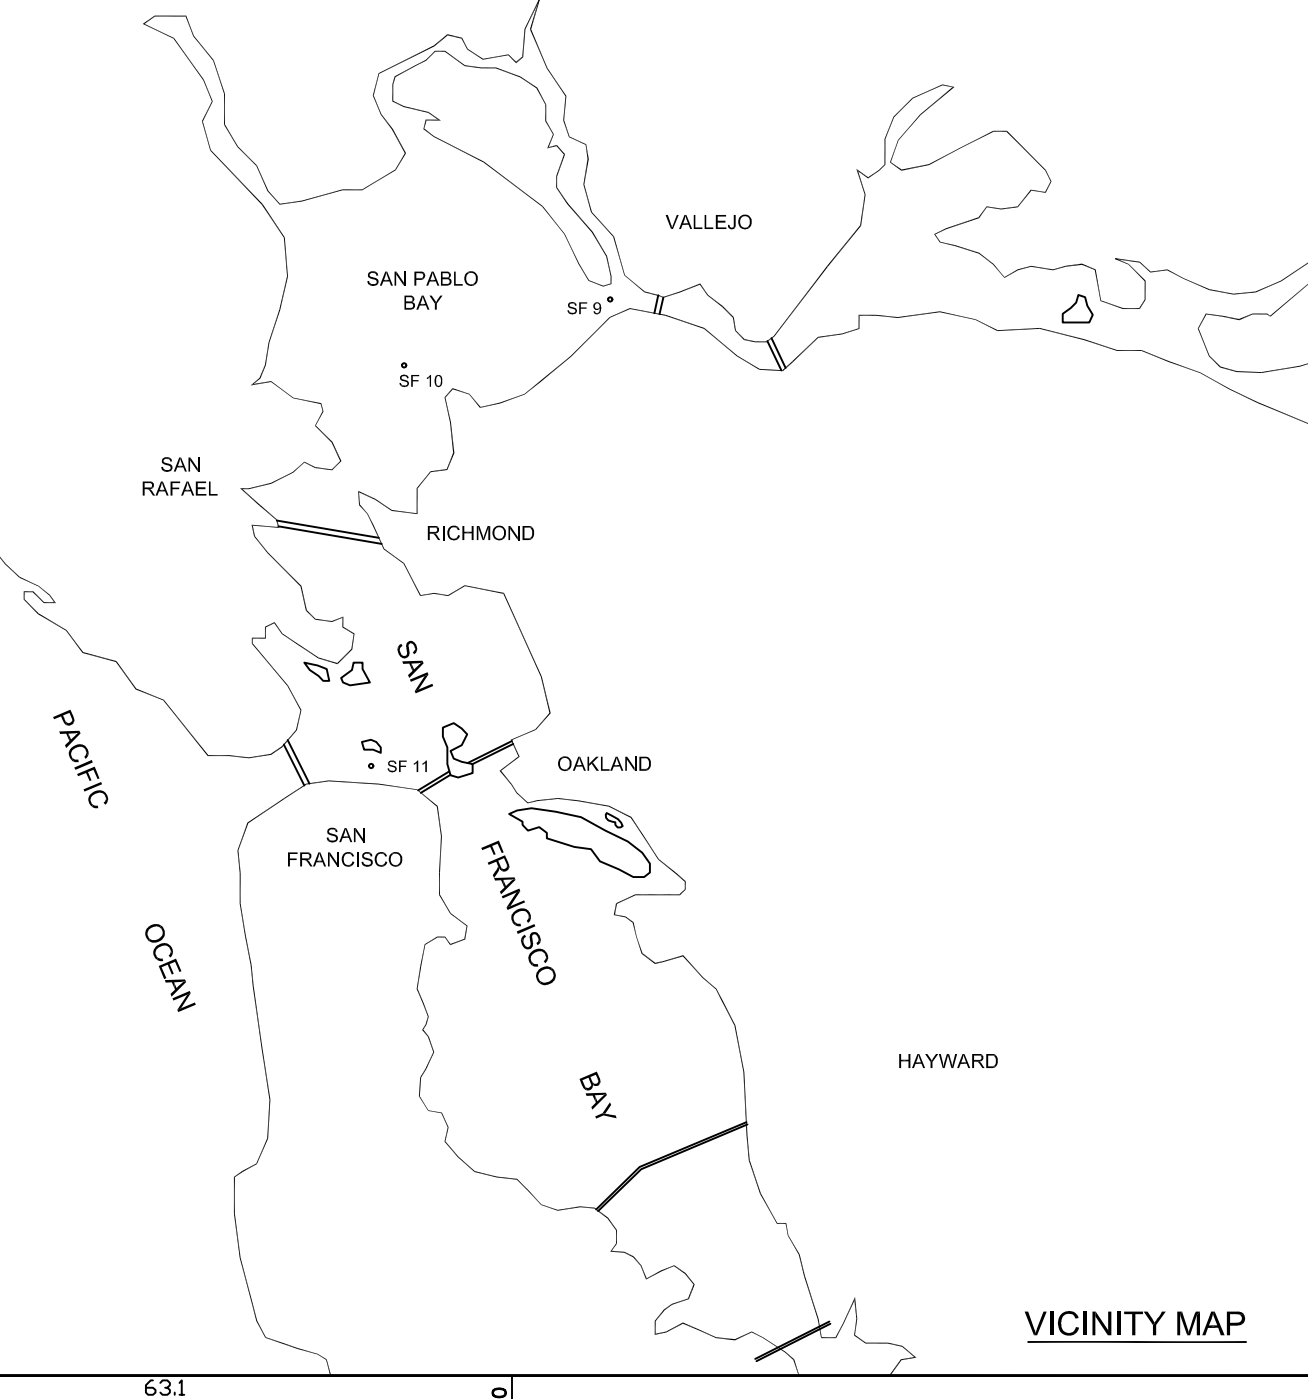 VALLEJO
SAN PABLO
BAY
SF 9
SF 10
SAN
RAFAEL
RICHMOND
SAN
PACIFIC
OAKLAND
SF 11
SAN
FRANCISCO
FRANCISCO
OCEAN
HAYWARD
BAY
VICINITY MAP
63.1
0